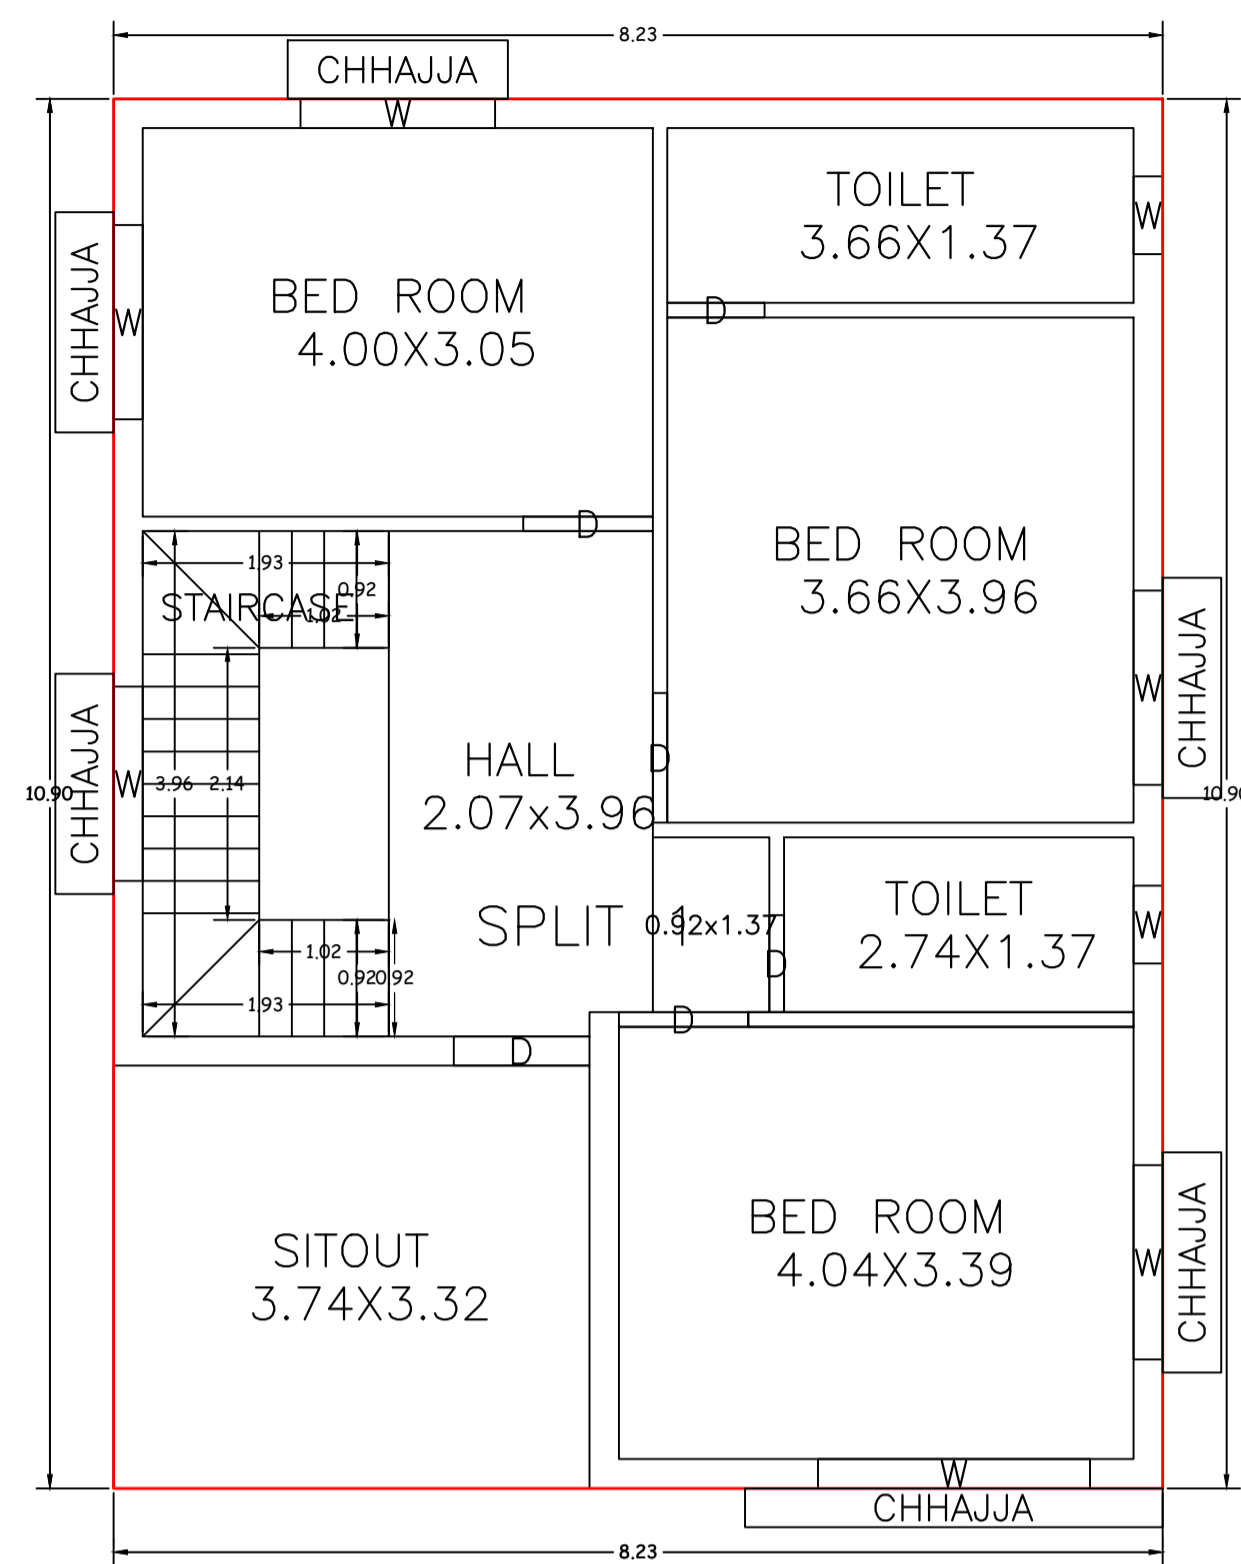 8.23
CHHAJJA
W
TOILET
3.66X1.37
W
CHHAJJA
W
BED ROOM
4.00X3.05
D
D
BED ROOM
3.66X3.96
1.93
0.92
STAIRCASE
1.02
CHHAJJA
W
CHHAJJA
W
3.96
2.14
10.90
10.90
HALL
2.07x3.96
D
SPLIT 1
0.92x1.37
TOILET
2.74X1.37
W
D
1.02
0.92
0.92
1.93
D
D
SITOUT
3.74X3.32
BED ROOM
4.04X3.39
W
CHHAJJA
W
CHHAJJA
8.23